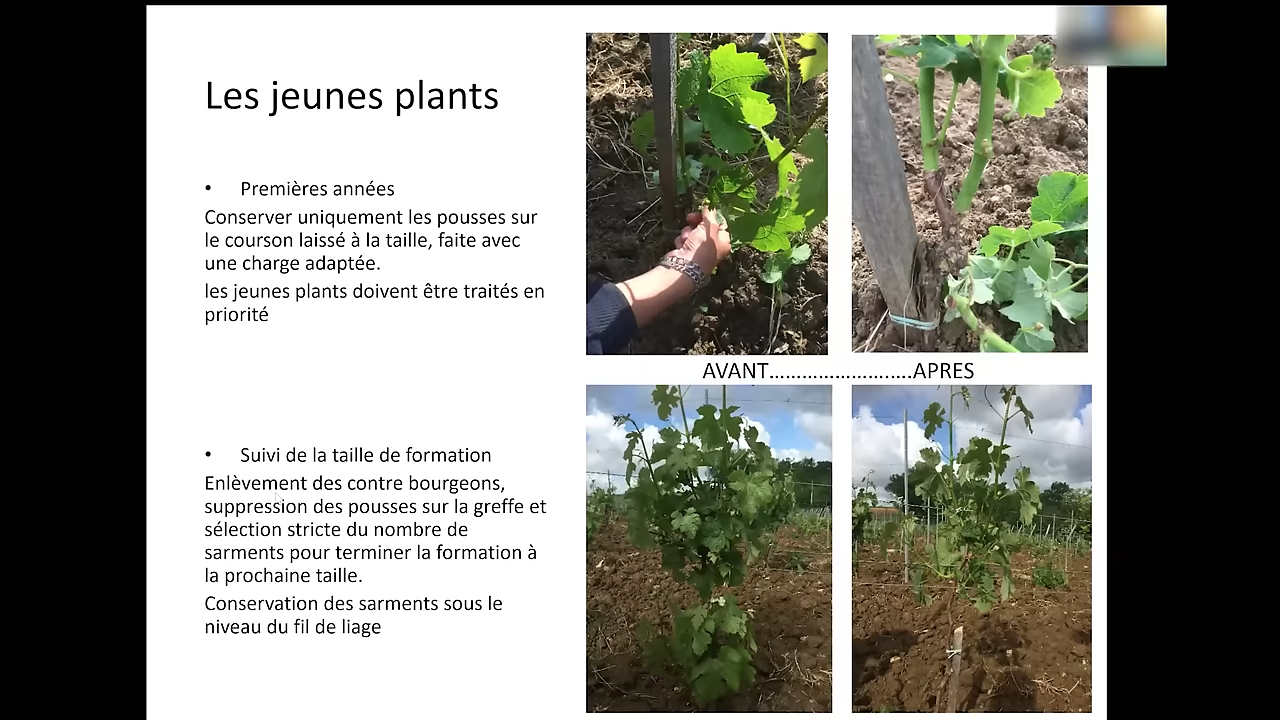 Les jeunes plants
• Premières années
Conserver uniquement les pousses sur
le courson laissé à la taille, faite avec
une charge adaptée.
les jeunes plants doivent être traités en
priorité
AVANT……………………..APRES
• Suivi de la taille de formation
Enlèvement des contre bourgeons,
suppression des pousses sur la greffe et
sélection stricte du nombre de
sarments pour terminer la formation à
la prochaine taille.
Conservation des sarments sous le
niveau du fil de liage